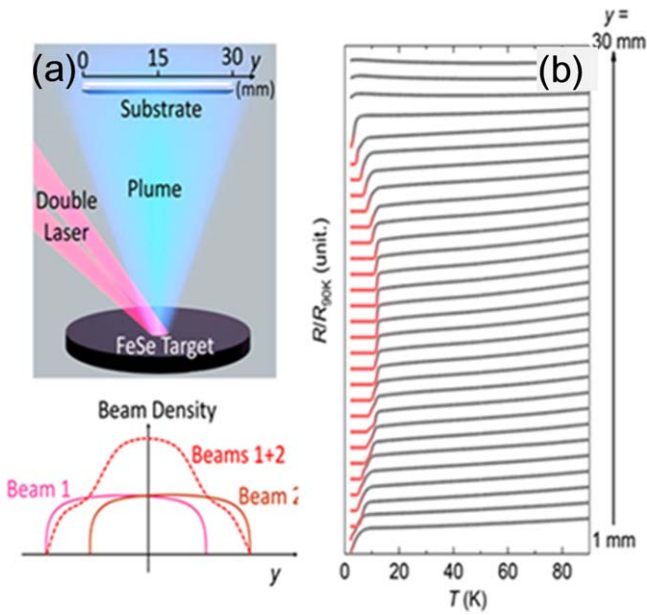 (a)
0 15 30 y
(mm)
Substrate
Plume
Double
Laser
FeSe Target
Beam Density
Beams 1+2
Beam 1
Beam 2
y
y =
30 mm
(b)
R/R90K (unit.)
1 mm
0 20 40 60 80
T (K)